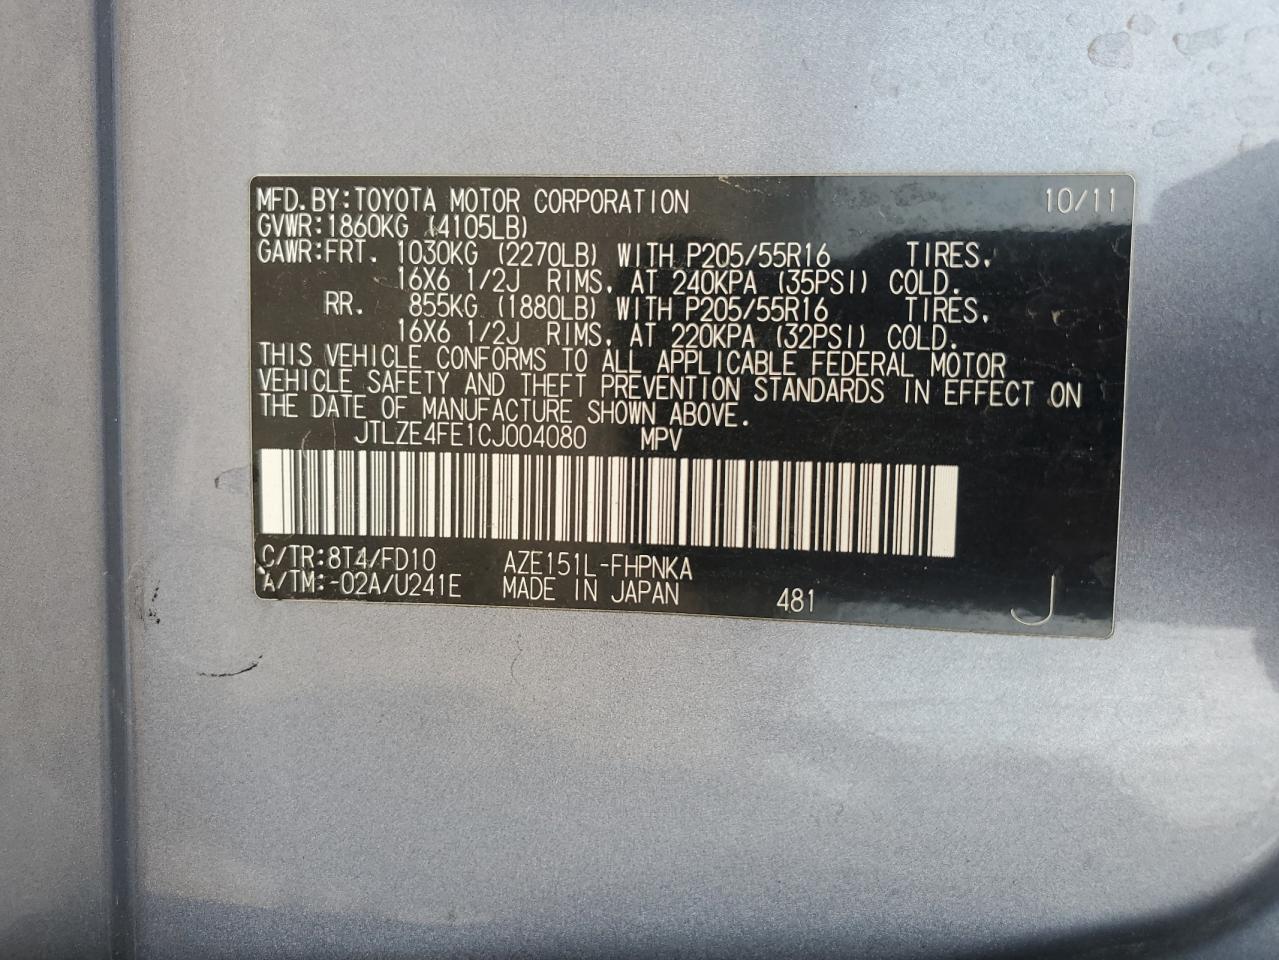 MFD.BY:TOYOTA MOTOR CORPORATION 10/11
GVWR:1860KG (4105LB)
GAWR:FRT. 1030KG (2270LB) WITH P205/55R16 TIRES,
16X6 1/2J RIMS, AT 240KPA (35PSI) COLD.
RR. 855KG (1880LB) WITH P205/55R16 TIRES,
16X6 1/2J RIMS, AT 220KPA (32PSI) COLD.
THIS VEHICLE CONFORMS TO ALL APPLICABLE FEDERAL MOTOR
VEHICLE SAFETY AND THEFT PREVENTION STANDARDS IN EFFECT ON
THE DATE OF MANUFACTURE SHOWN ABOVE.
JTLZE4FE1CJ004080 MPV
C/TR:8T4/FD10 AZE151L-FHPNKA
A/TM:-02A/U241E MADE IN JAPAN 481 J